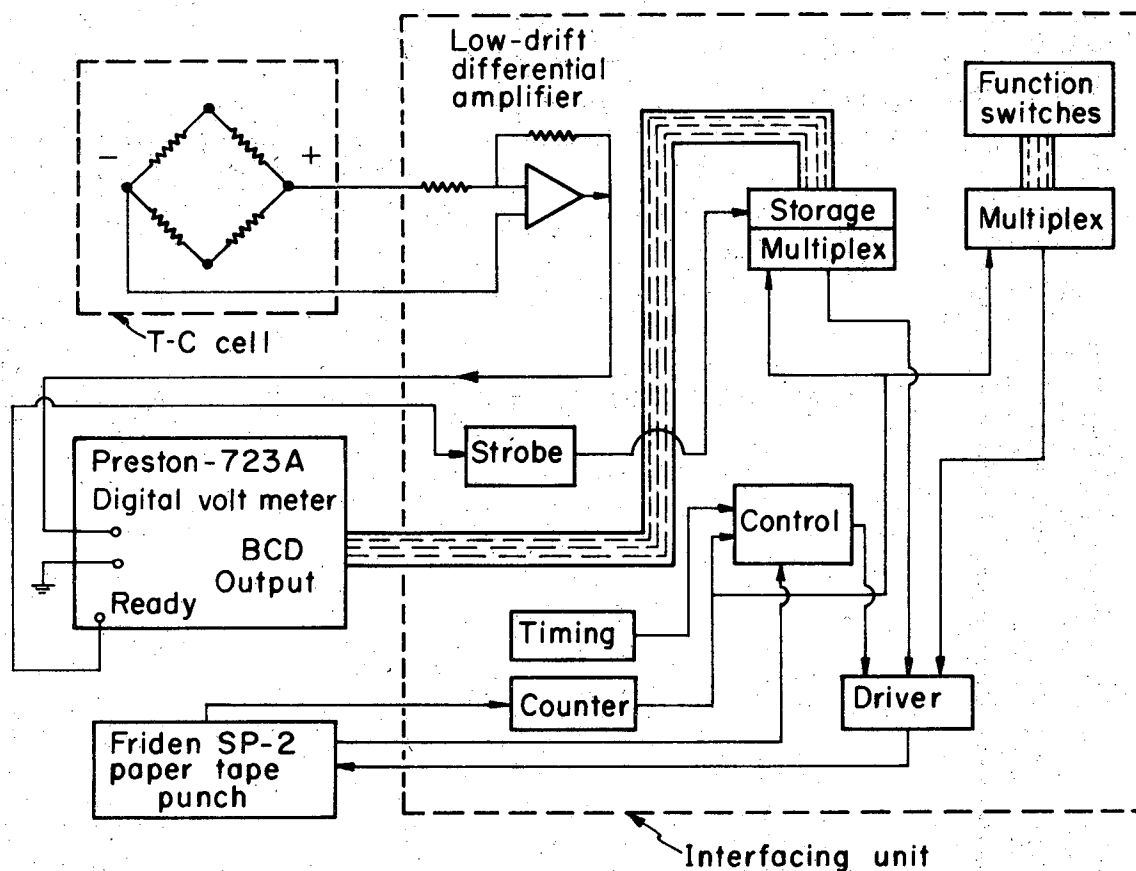 Low-drift
differential
amplifier
Function
switches
-
+
Storage
Multiplex
Multiplex
T-C cell
Strobe
Preston-723A
Digital volt meter
BCD
Output
Ready
Control
Timing
Counter
Driver
Friden SP-2
paper tape
punch
Interfacing unit